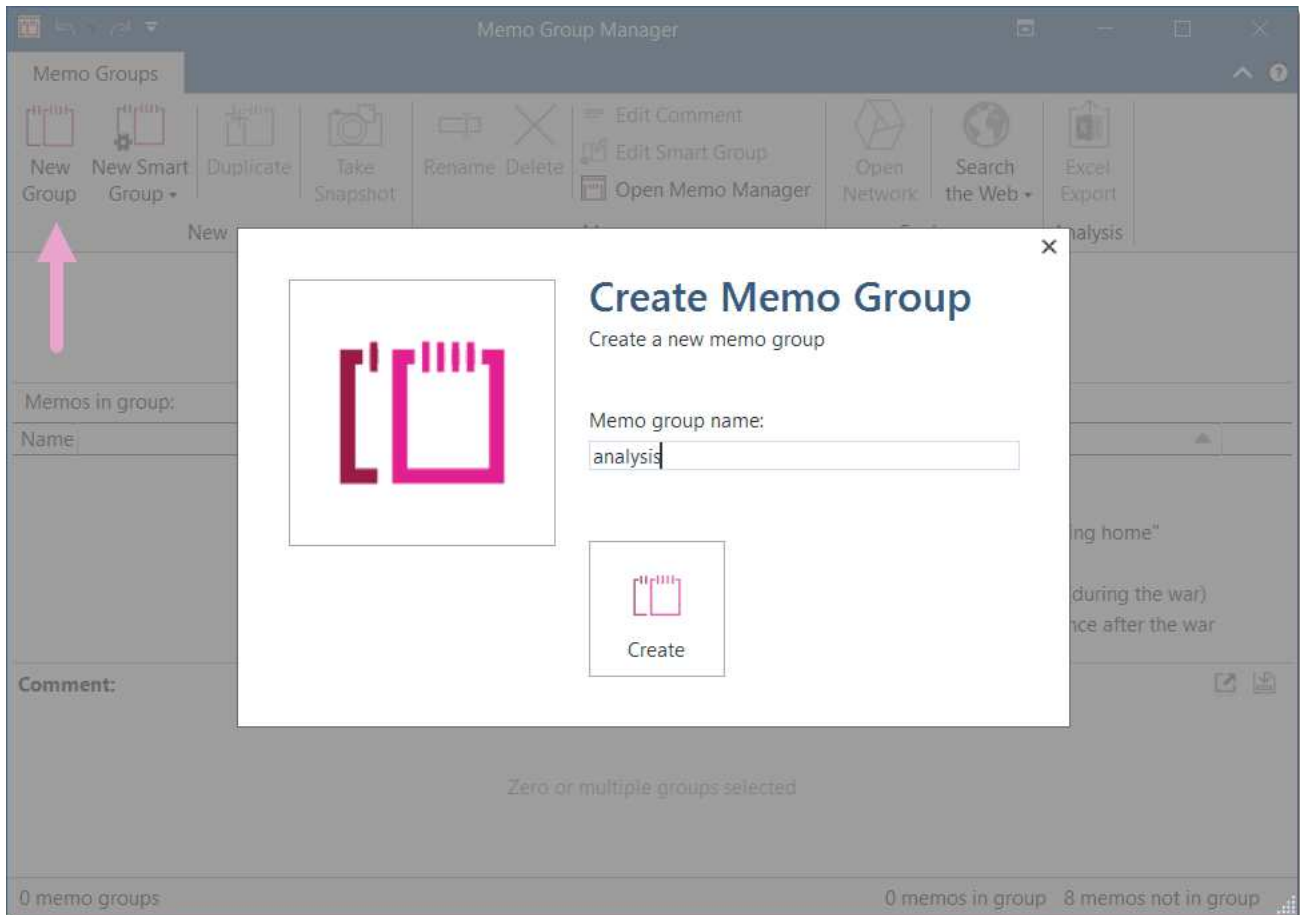 Memo Group Manager
Memo Groups
New Group
New Smart Group
Duplicate
Take Snapshot
Rename
Delete
Edit Comment
Edit Smart Group
Open Memo Manager
Open Network
Search the Web
Excel Export
New
nalysis
Create Memo Group
Create a new memo group
Memo group name:
analysis
Create
Memos in group:
Name
ing home"
during the war)
nce after the war
Comment:
Zero or multiple groups selected
0 memo groups
0 memos in group 8 memos not in group